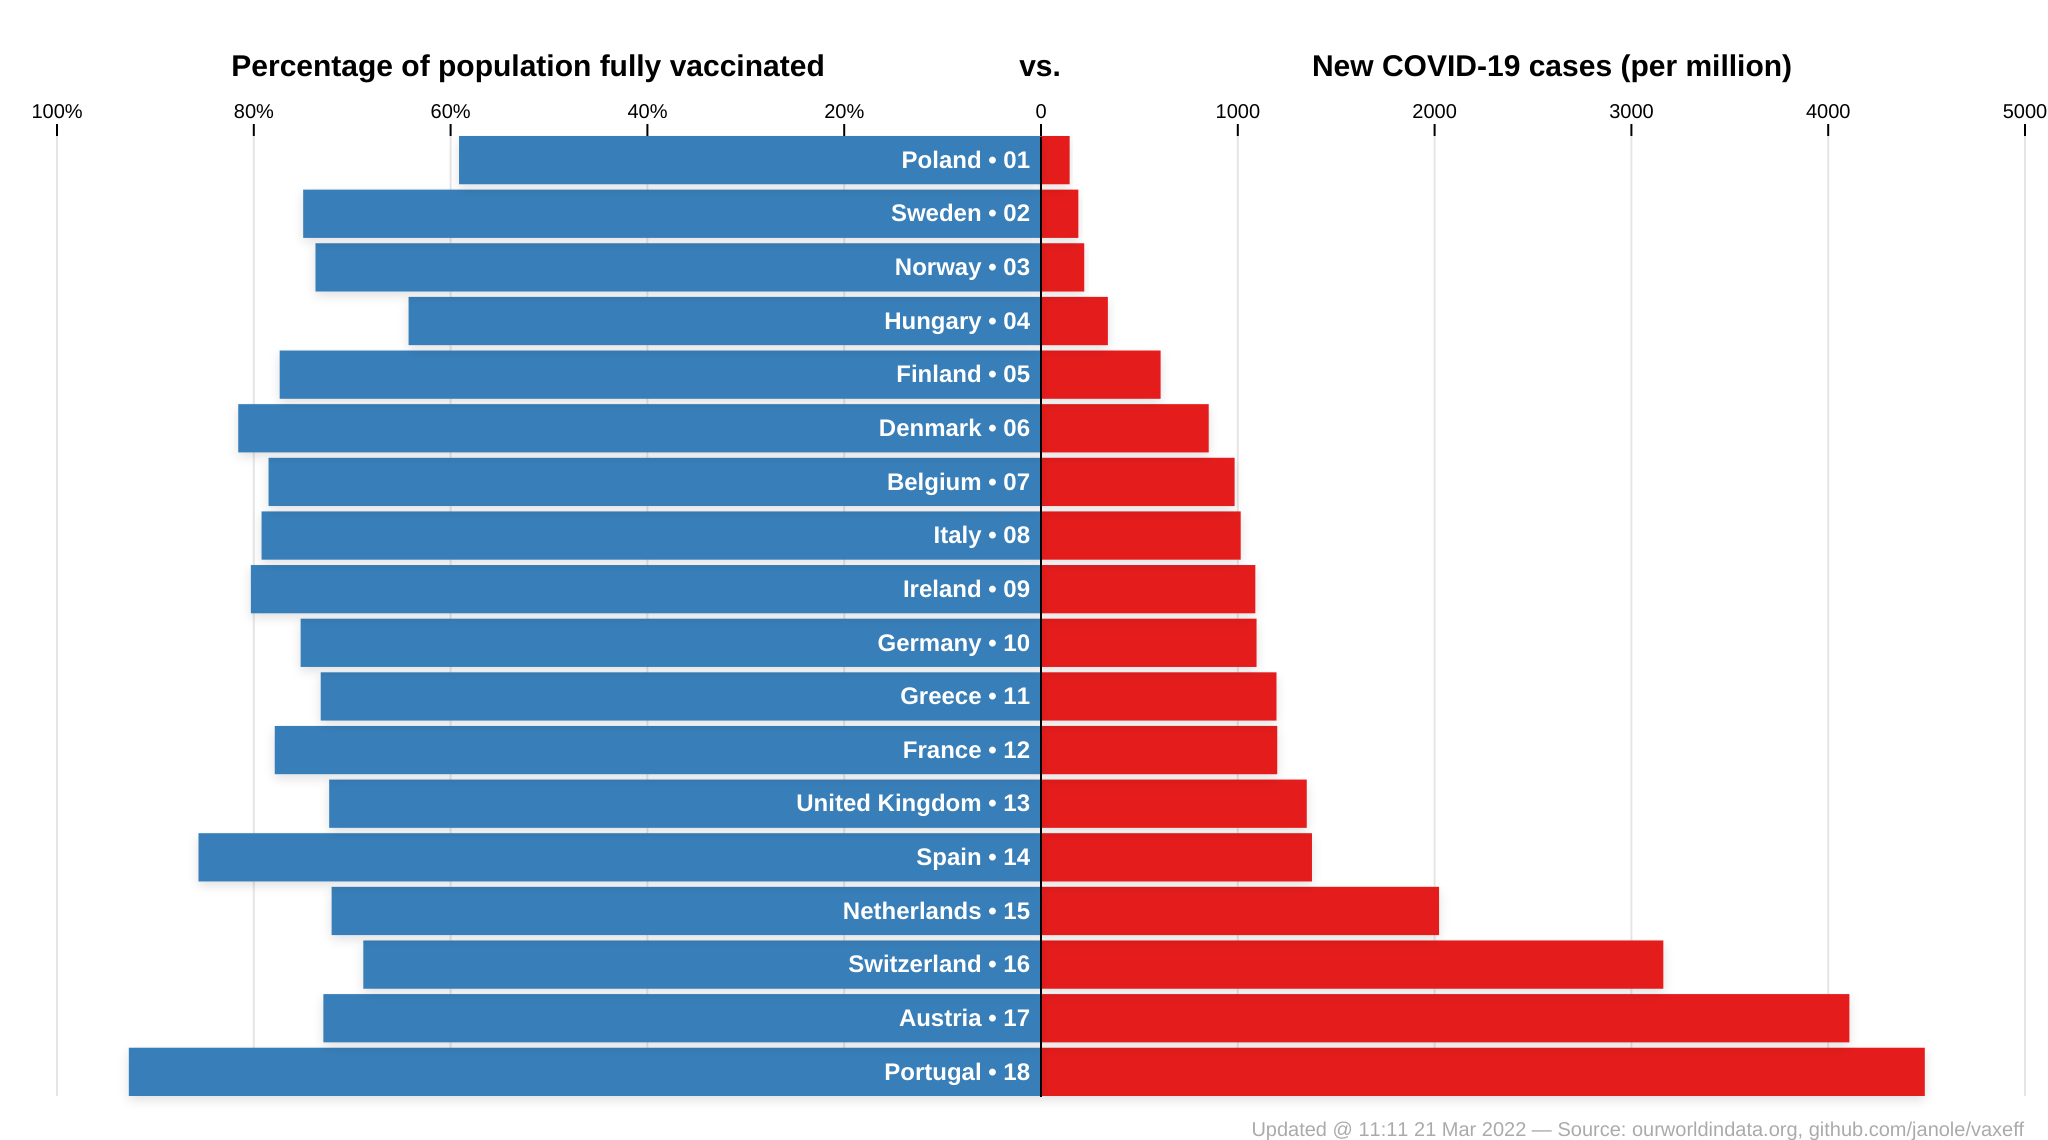 Percentage of population fully vaccinated vs. New COVID-19 cases (per million)
100% 80% 60% 40% 20% 0 1000 2000 3000 4000 5000
Poland • 01
Sweden • 02
Norway • 03
Hungary • 04
Finland • 05
Denmark • 06
Belgium • 07
Italy • 08
Ireland • 09
Germany • 10
Greece • 11
France • 12
United Kingdom • 13
Spain • 14
Netherlands • 15
Switzerland • 16
Austria • 17
Portugal • 18
Updated @ 11:11 21 Mar 2022 — Source: ourworldindata.org, github.com/janole/vaxeff